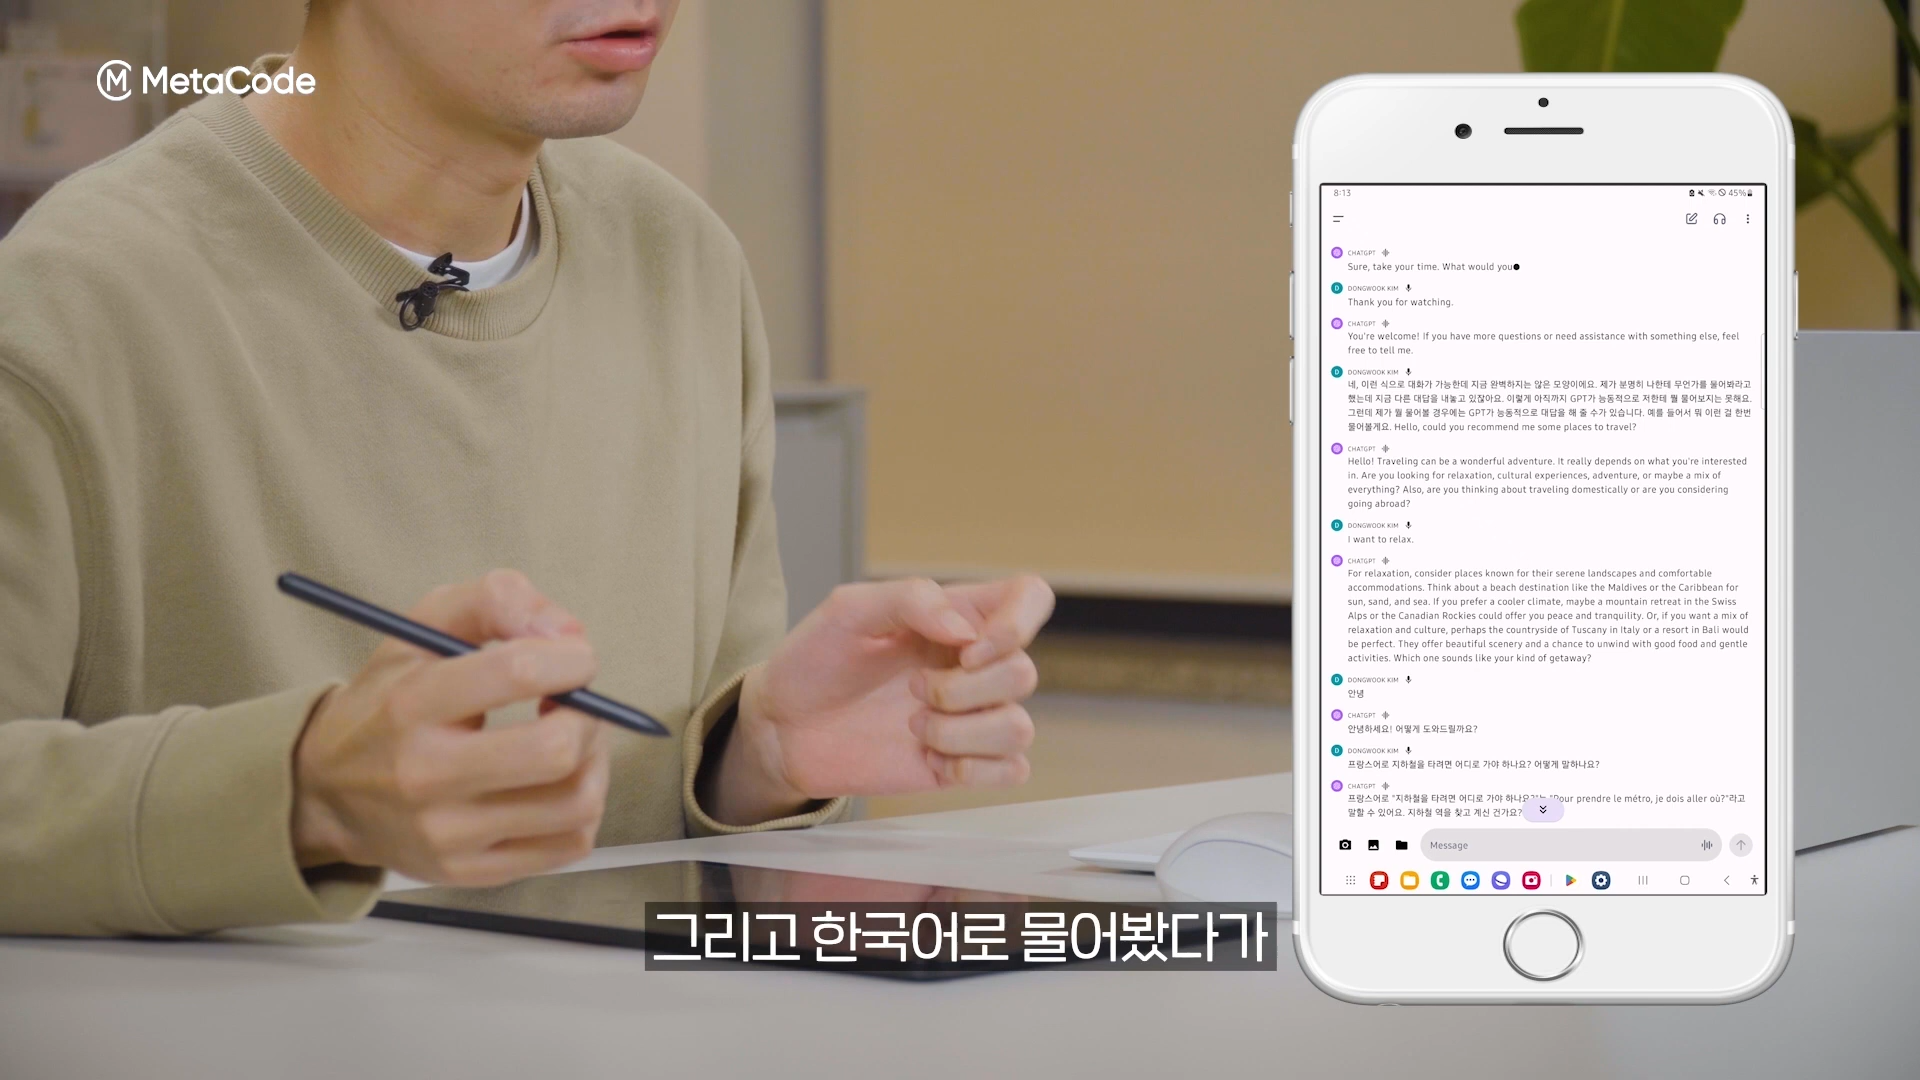 MetaCode
8:13
45%
CHATGPT
Sure, take your time. What would you
D DONGWOOK KIM
Thank you for watching.
CHATGPT
You're welcome! If you have more questions or need assistance with something else, feel
free to tell me.
D DONGWOOK KIM
네, 이런 식으로 대화가 가능한데 지금 완벽하지는 않은 모양이에요. 제가 분명히 나한테 무언가를 물어봐라고
했는데 지금 다른 대답을 내놓고 있잖아요. 이렇게 아직까지 GPT가 능동적으로 저한테 뭘 물어보지는 못해요.
그런데 제가 뭘 물어볼 경우에는 GPT가 능동적으로 대답을 해 줄 수가 있습니다. 예를 들어서 뭐 이런 걸 한번
물어볼게요. Hello, could you recommend me some places to travel?
CHATGPT
Hello! Traveling can be a wonderful adventure. It really depends on what you're interested
in. Are you looking for relaxation, cultural experiences, adventure, or maybe a mix of
everything? Also, are you thinking about traveling domestically or are you considering
going abroad?
D DONGWOOK KIM
I want to relax.
CHATGPT
For relaxation, consider places known for their serene landscapes and comfortable
accommodations. Think about a beach destination like the Maldives or the Caribbean for
sun, sand, and sea. If you prefer a cooler climate, maybe a mountain retreat in the Swiss
Alps or the Canadian Rockies could offer you peace and tranquility. Or, if you want a mix of
relaxation and culture, perhaps the countryside of Tuscany in Italy or a resort in Bali would
be perfect. They offer beautiful scenery and a chance to unwind with good food and gentle
activities. Which one sounds like your kind of getaway?
D DONGWOOK KIM
안녕
CHATGPT
안녕하세요! 어떻게 도와드릴까요?
D DONGWOOK KIM
프랑스어로 지하철을 타려면 어디로 가야 하나요? 어떻게 말하나요?
CHATGPT
프랑스어로 "지하철을 타려면 어디로 가야 하나요?"는 "Pour prendre le métro, je dois aller où?"라고
말할 수 있어요. 지하철 역을 찾고 계신 건가요?
Message
그리고 한국어로 물어봤다가